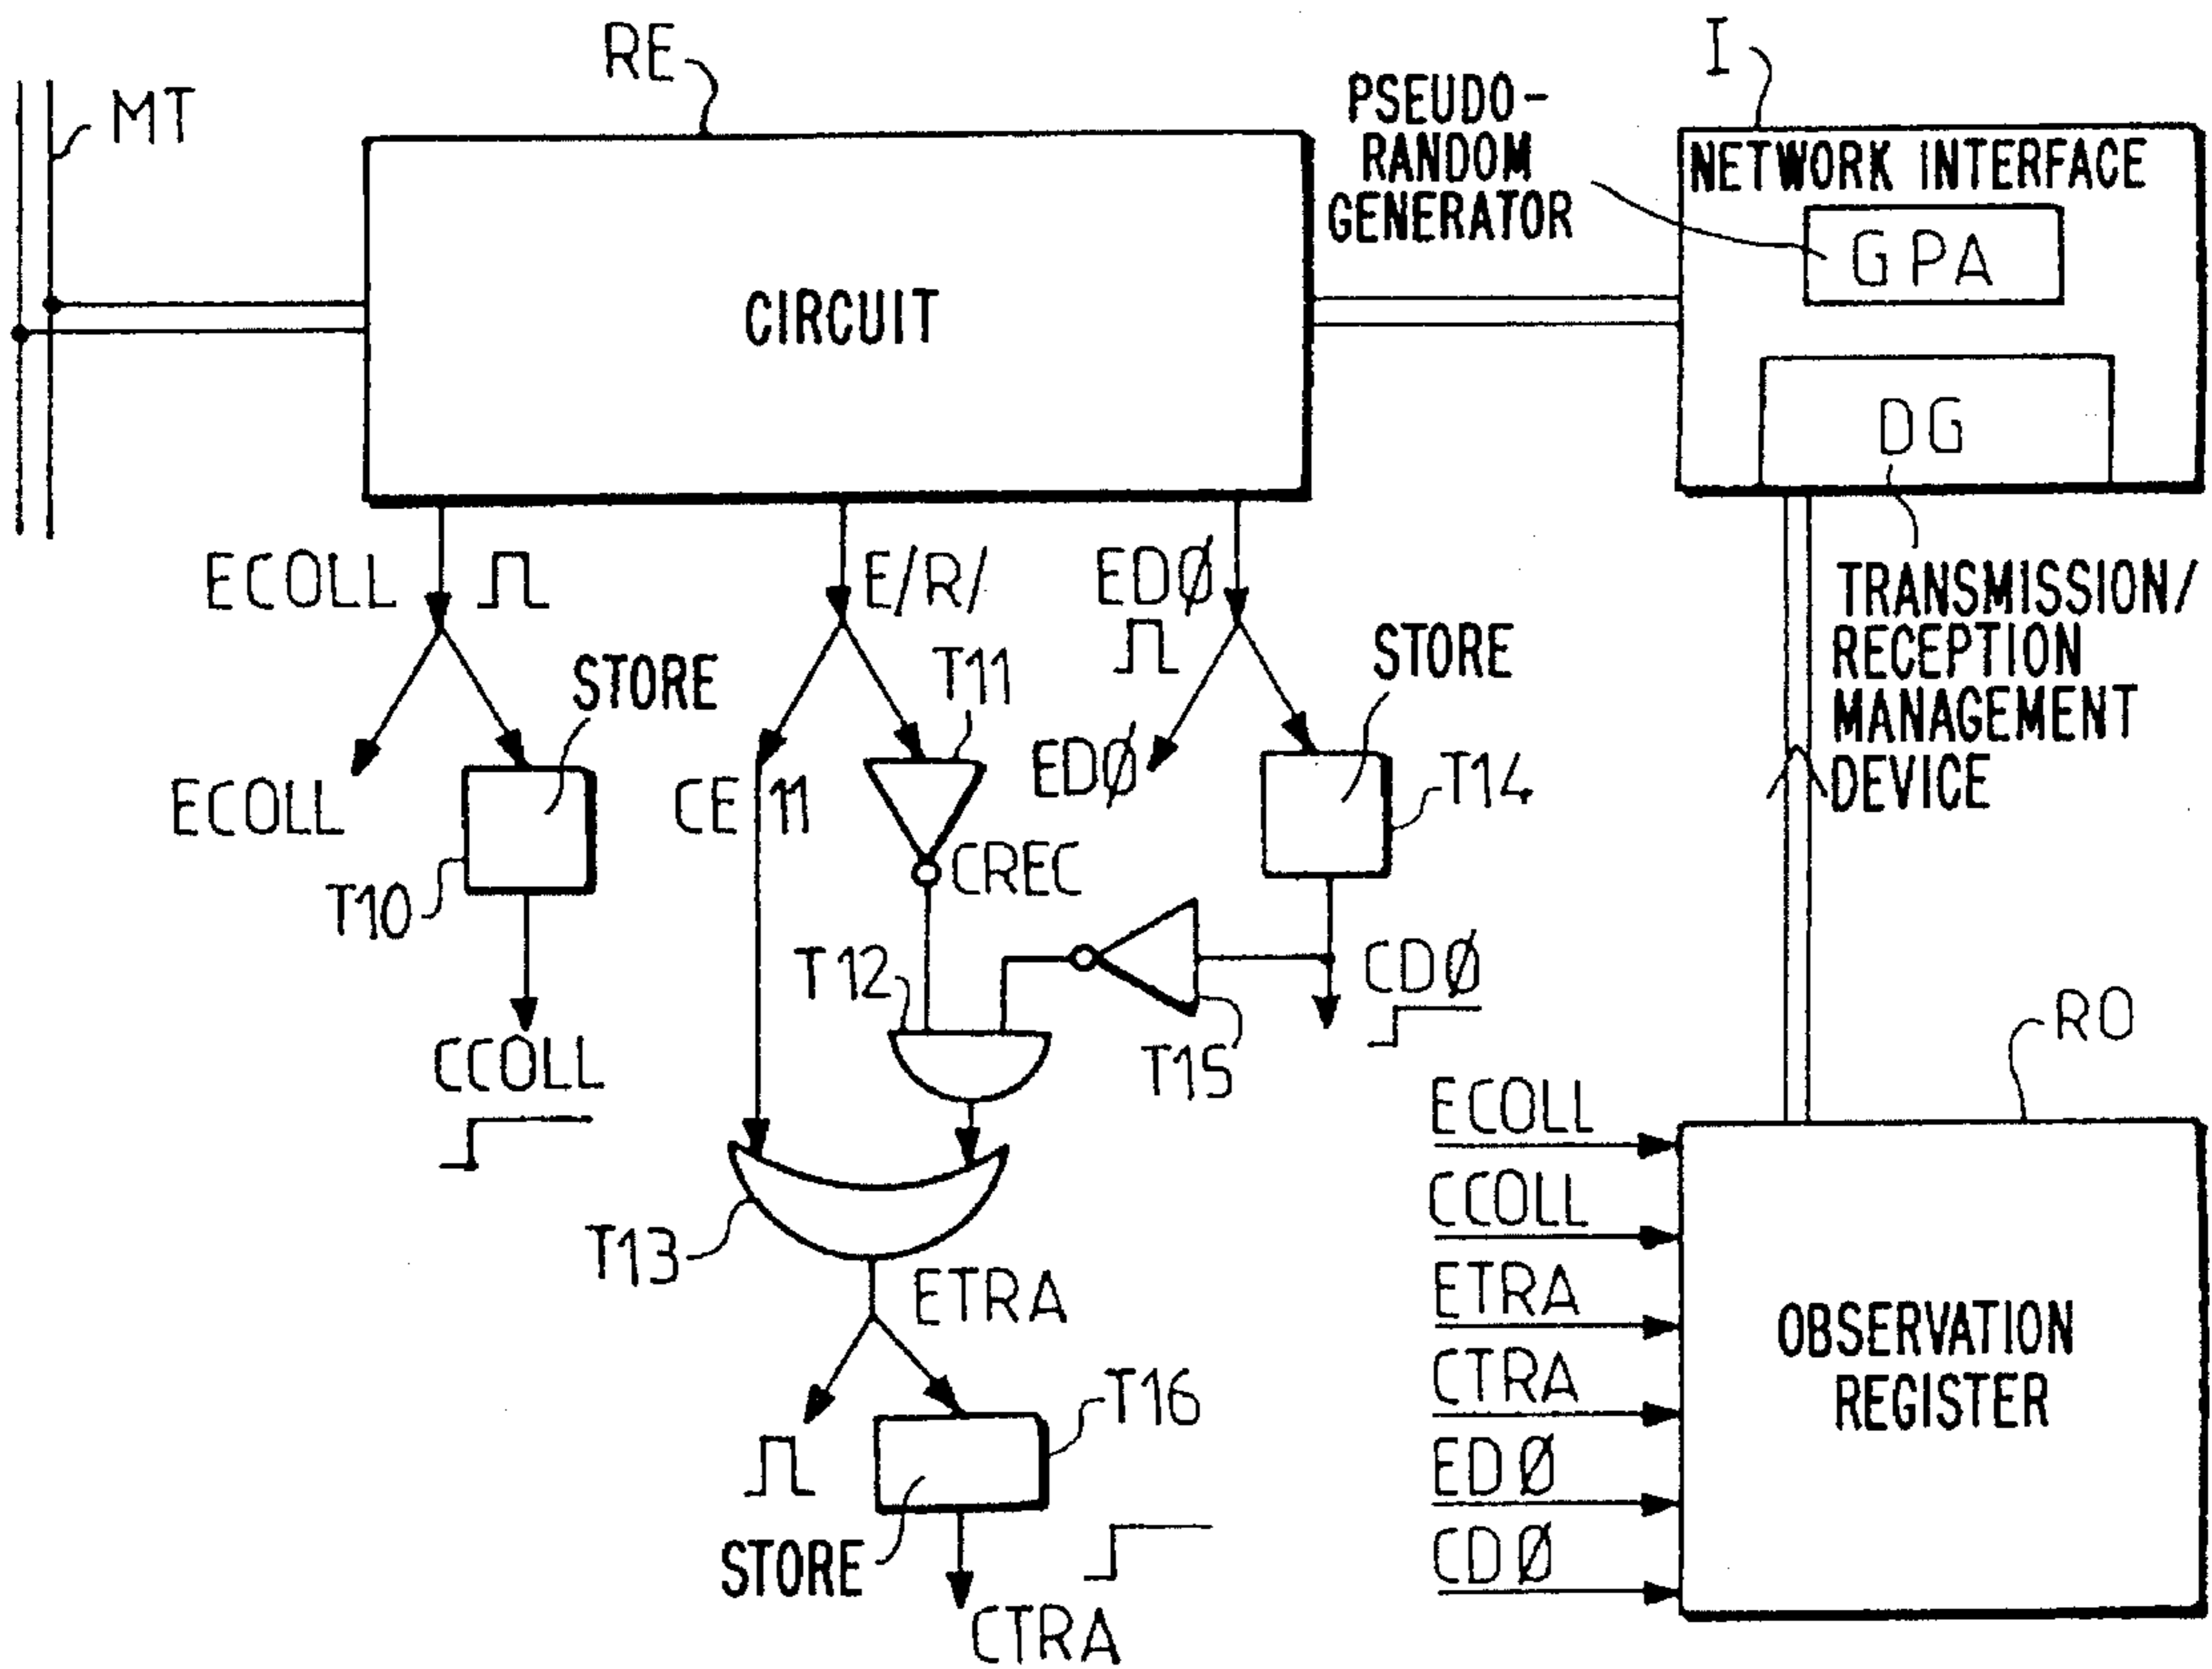 RE
I
MT
PSEUDO-
RANDOM
GENERATOR
NETWORK INTERFACE
GPA
CIRCUIT
DG
ECOLL
E/R/
EDØ
TRANSMISSION/
RECEPTION
MANAGEMENT
DEVICE
STORE
T11
STORE
ECOLL
CE 11
EDØ
T14
T10
CREC
T12
CDØ
T15
CCOLL
RO
T13
ETRA
T16
STORE
CTRA
ECOLL
CCOLL
ETRA
CTRA
EDØ
CDØ
OBSERVATION
REGISTER